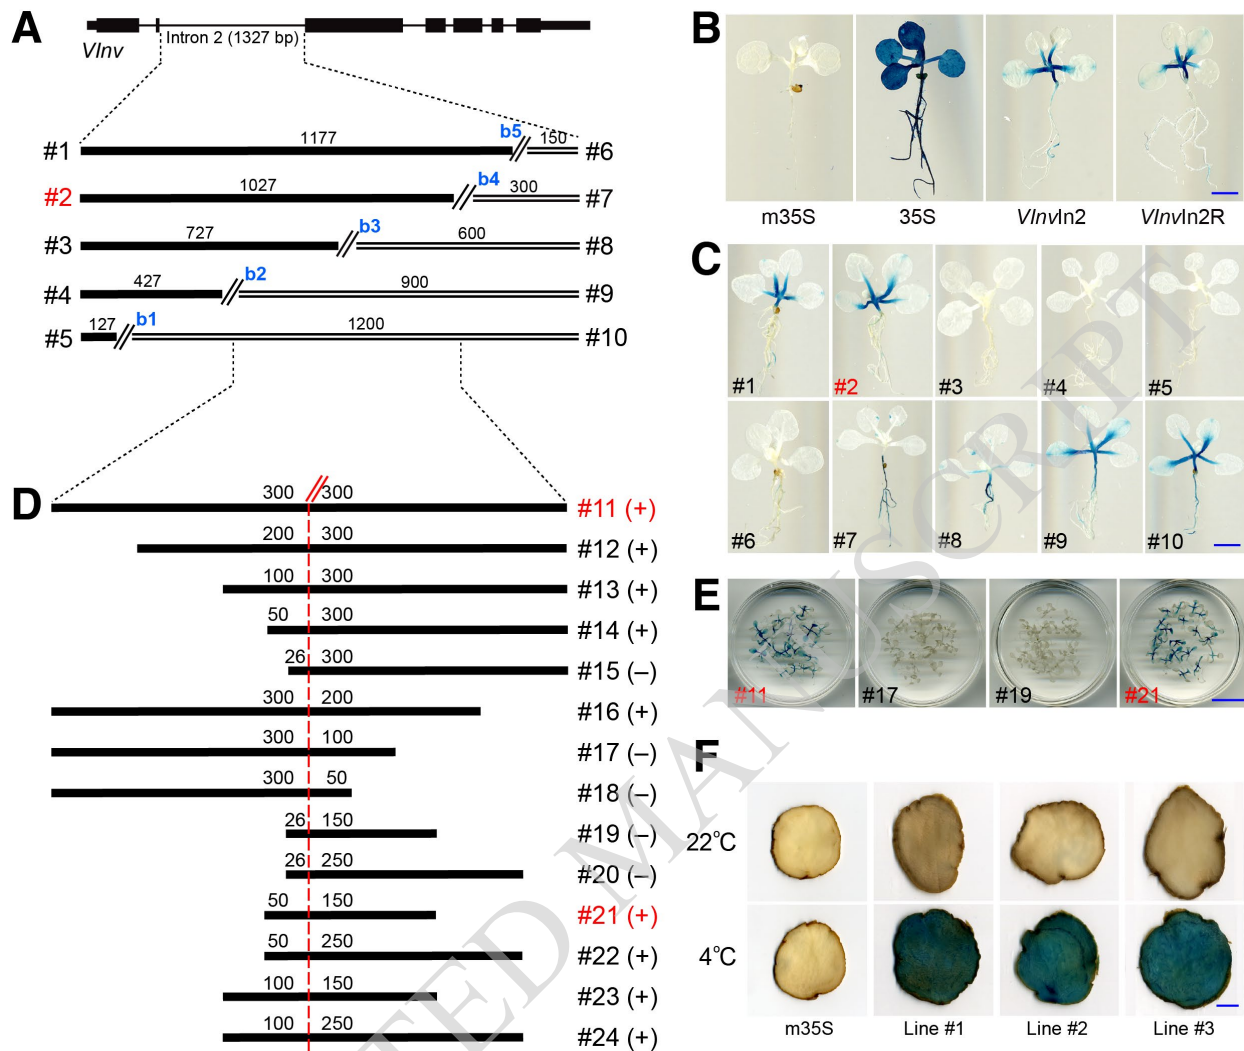 A
VInv
Intron 2 (1327 bp)
#1 1177 b5 150 #6
#2 1027 b4 300 #7
#3 727 b3 600 #8
#4 427 b2 900 #9
#5 127 b1 1200 #10
B
m35S 35S VInvIn2 VInvIn2R
C
#1 #2 #3 #4 #5
#6 #7 #8 #9 #10
D
300 300 #11 (+)
200 300 #12 (+)
100 300 #13 (+)
50 300 #14 (+)
26 300 #15 (–)
300 200 #16 (+)
300 100 #17 (–)
300 50 #18 (–)
26 150 #19 (–)
26 250 #20 (–)
50 150 #21 (+)
50 250 #22 (+)
100 150 #23 (+)
100 250 #24 (+)
E
#11 #17 #19 #21
F
22°C
4°C
m35S Line #1 Line #2 Line #3
TED MANUSCRIPT